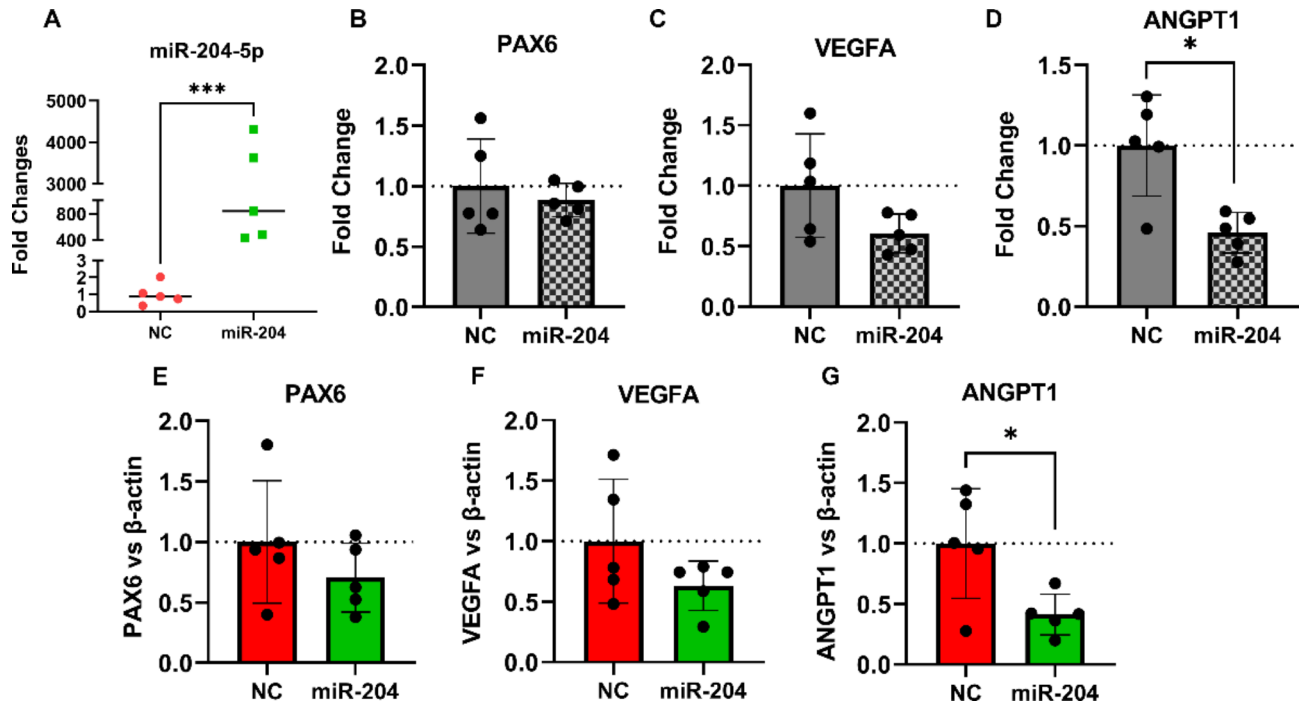 A
miR-204-5p
***
Fold Changes
5000
4000
3000
800
400
3
2
1
0
NC miR-204
B
PAX6
Fold Change
2.0
1.5
1.0
0.5
0.0
NC miR-204
C
VEGFA
Fold Change
2.0
1.5
1.0
0.5
0.0
NC miR-204
D
ANGPT1
*
Fold Change
1.5
1.0
0.5
0.0
NC miR-204
E
PAX6
PAX6 vs β-actin
2.0
1.5
1.0
0.5
0.0
NC miR-204
F
VEGFA
VEGFA vs β-actin
2.0
1.5
1.0
0.5
0.0
NC miR-204
G
ANGPT1
*
ANGPT1 vs β-actin
2.0
1.5
1.0
0.5
0.0
NC miR-204